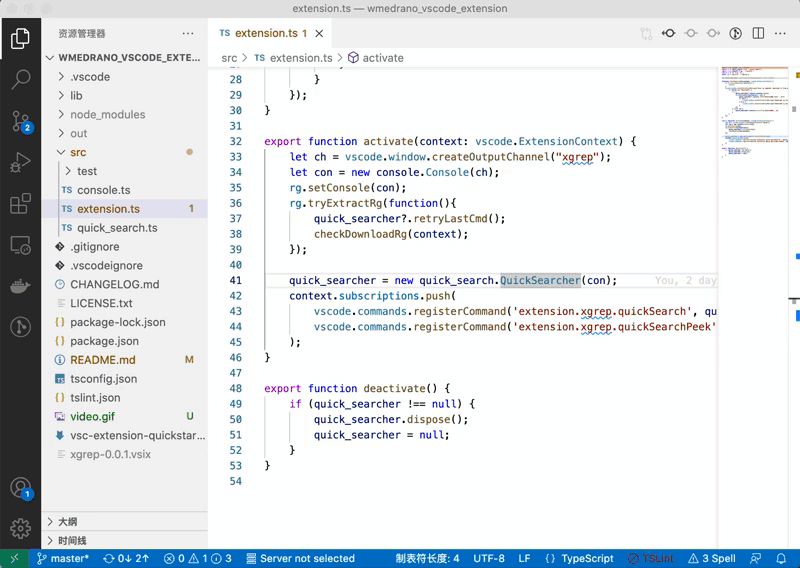 extension.ts — wmedrano_vscode_extension
资源管理器 ···
WMEDRANO_VSCODE_EXTE...
.vscode
lib
node_modules
out
src
test
TS console.ts
TS extension.ts 1
TS quick_search.ts
.gitignore
.vscodeignore
CHANGELOG.md
LICENSE.txt
{} package-lock.json
{} package.json
README.md M
tsconfig.json
{} tslint.json
video.gif U
vsc-extension-quickstar...
xgrep-0.0.1.vsix
大纲
时间线
2
1
TS extension.ts 1 ×
src > TS extension.ts > activate
28 }
29 });
30 }
31
32 export function activate(context: vscode.ExtensionContext) {
33 let ch = vscode.window.createOutputChannel("xgrep");
34 let con = new console.Console(ch);
35 rg.setConsole(con);
36 rg.tryExtractRg(function(){
37 quick_searcher?.retryLastCmd();
38 checkDownloadRg(context);
39 });
40
41 quick_searcher = new quick_search.QuickSearcher(con); You, 2 day
42 context.subscriptions.push(
43 vscode.commands.registerCommand('extension.xgrep.quickSearch', qu
44 vscode.commands.registerCommand('extension.xgrep.quickSearchPeek'
45 );
46 }
47
48 export function deactivate() {
49 if (quick_searcher !== null) {
50 quick_searcher.dispose();
51 quick_searcher = null;
52 }
53 }
54
master* 0↓ 2↑ 0 1 3 Server not selected 制表符长度: 4 UTF-8 LF {} TypeScript TSLint 3 Spell